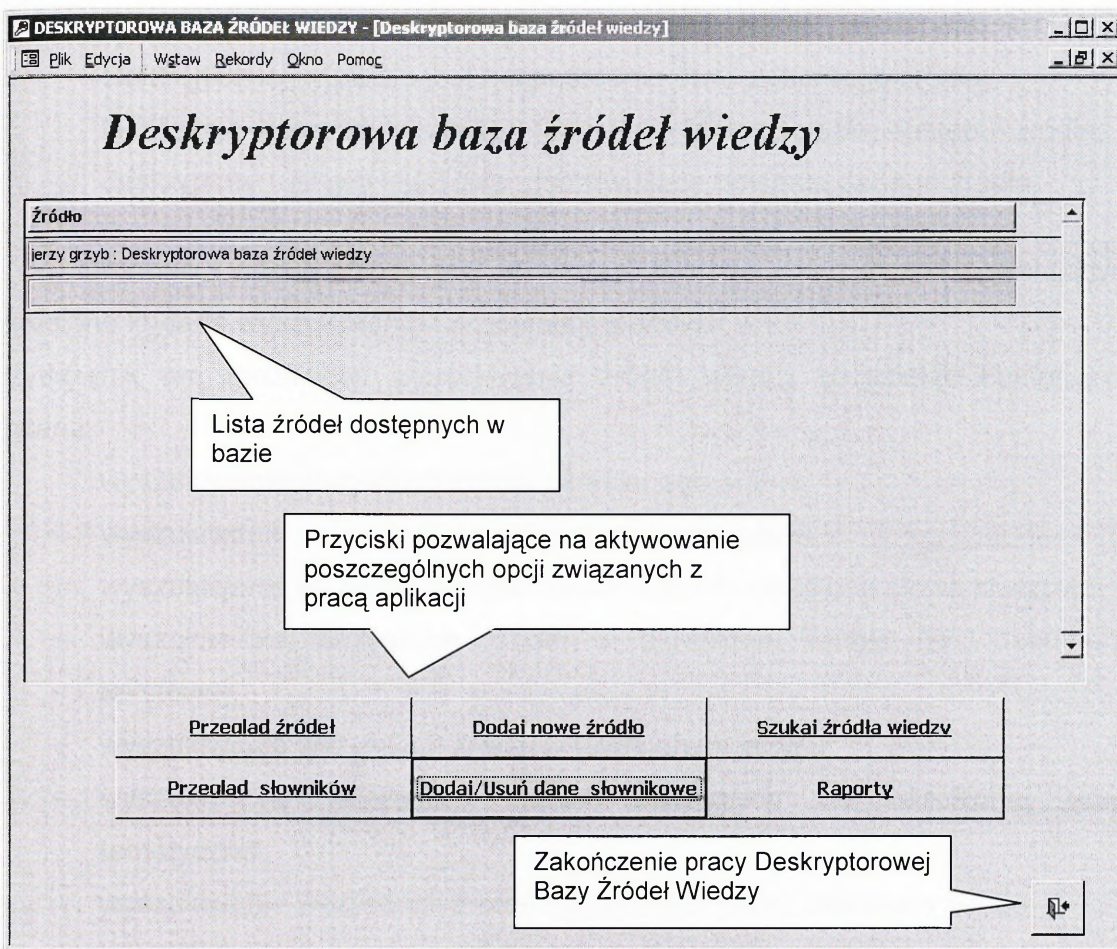 DESKRYPTOROWA BAZA ŹRÓDEŁ WIEDZY - [Deskryptorowa baza źródeł wiedzy]
Plik Edycja Wstaw Rekordy Okno Pomoc
Deskryptorowa baza źródeł wiedzy
Źródło
jerzy grzyb : Deskryptorowa baza źródeł wiedzy
Lista źródeł dostępnych w
bazie
Przyciski pozwalające na aktywowanie
poszczególnych opcji związanych z
pracą aplikacji
Przegląd źródeł Dodaj nowe źródło Szukaj źródła wiedzy
Przegląd słowników Dodaj/Usuń dane słownikowe Raporty
Zakończenie pracy Deskryptorowej
Bazy Źródeł Wiedzy